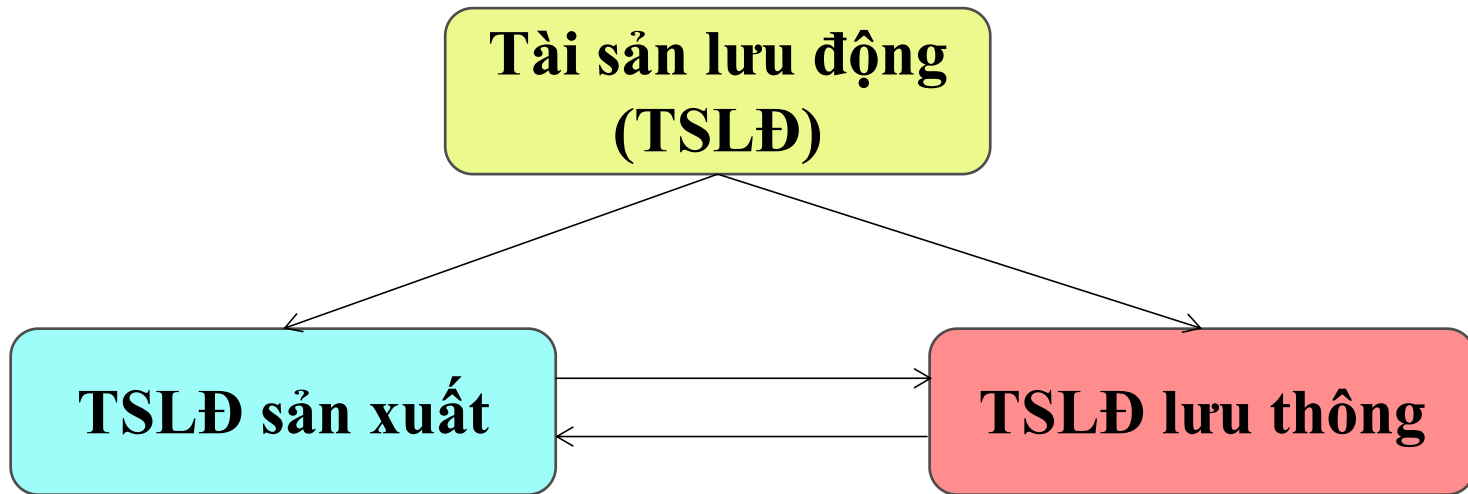 Tài sản lưu động
(TSLĐ)
TSLĐ sản xuất
TSLĐ lưu thông